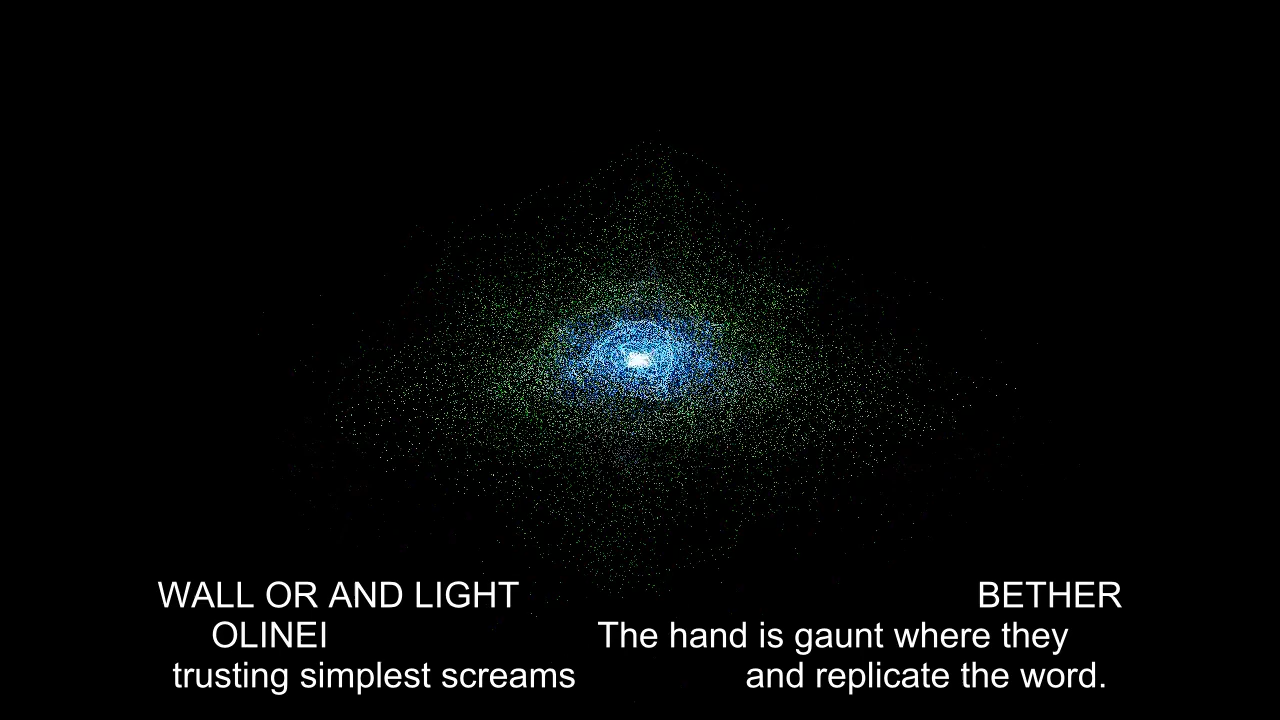 WALL OR AND LIGHT BETHER
OLINEI The hand is gaunt where they
trusting simplest screams and replicate the word.